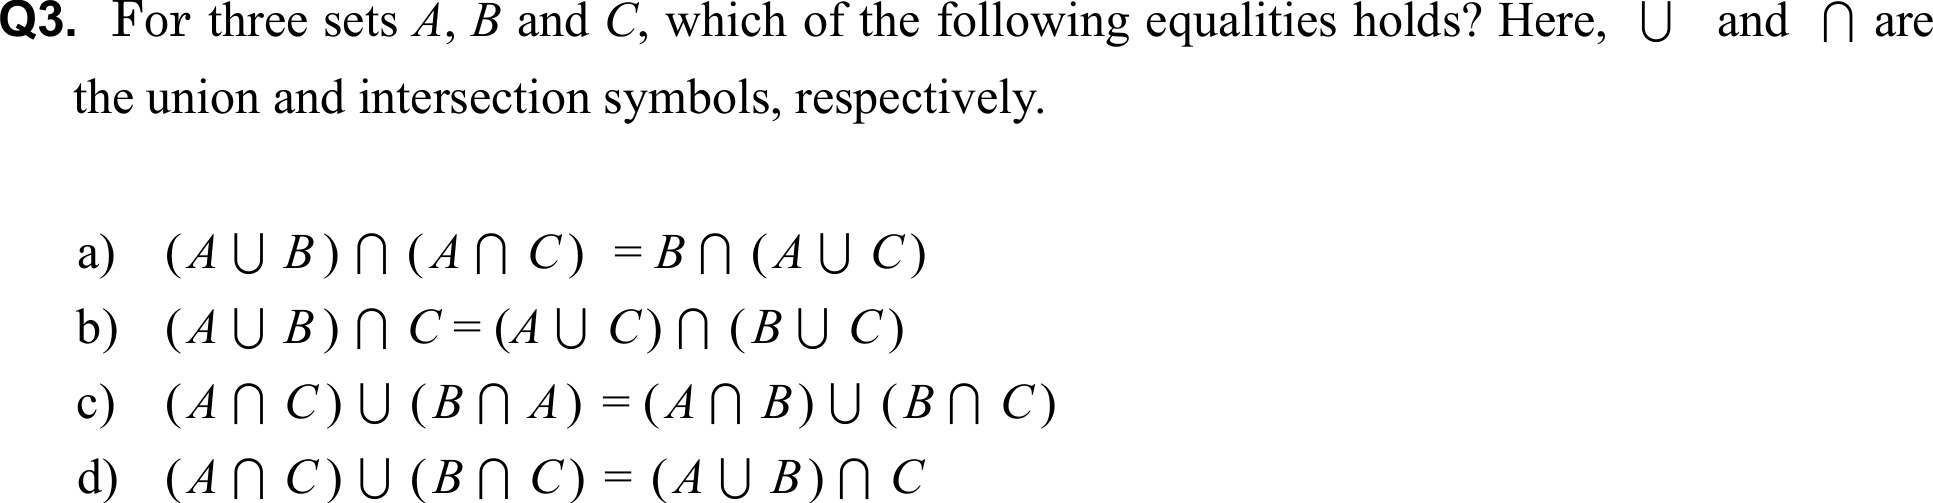 Q3. For three sets A, B and C, which of the following equalities holds? Here, ∪ and ∩ are
the union and intersection symbols, respectively.
a) (A ∪ B) ∩ (A ∩ C) = B ∩ (A ∪ C)
b) (A ∪ B) ∩ C = (A ∪ C) ∩ (B ∪ C)
c) (A ∩ C) ∪ (B ∩ A) = (A ∩ B) ∪ (B ∩ C)
d) (A ∩ C) ∪ (B ∩ C) = (A ∪ B) ∩ C